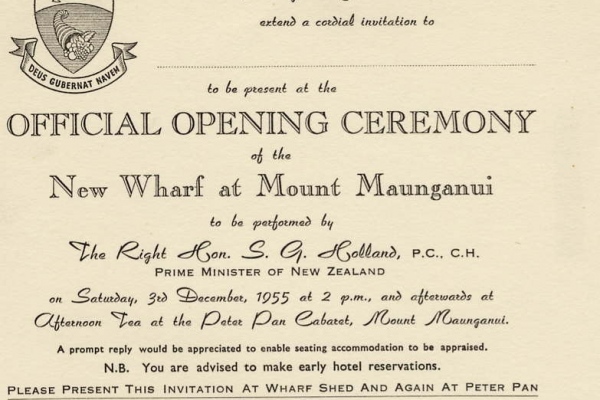 extend a cordial invitation to
DEUS GUBERNAT NAVEM
to be present at the
OFFICIAL OPENING CEREMONY
of the
New Wharf at Mount Maunganui
to be performed by
The Right Hon. S. G. Holland, P.C., C.H.
PRIME MINISTER OF NEW ZEALAND
on Saturday, 3rd December, 1955 at 2 p.m., and afterwards at
Afternoon Tea at the Peter Pan Cabaret, Mount Maunganui.
A prompt reply would be appreciated to enable seating accommodation to be appraised.
N.B. You are advised to make early hotel reservations.
PLEASE PRESENT THIS INVITATION AT WHARF SHED AND AGAIN AT PETER PAN